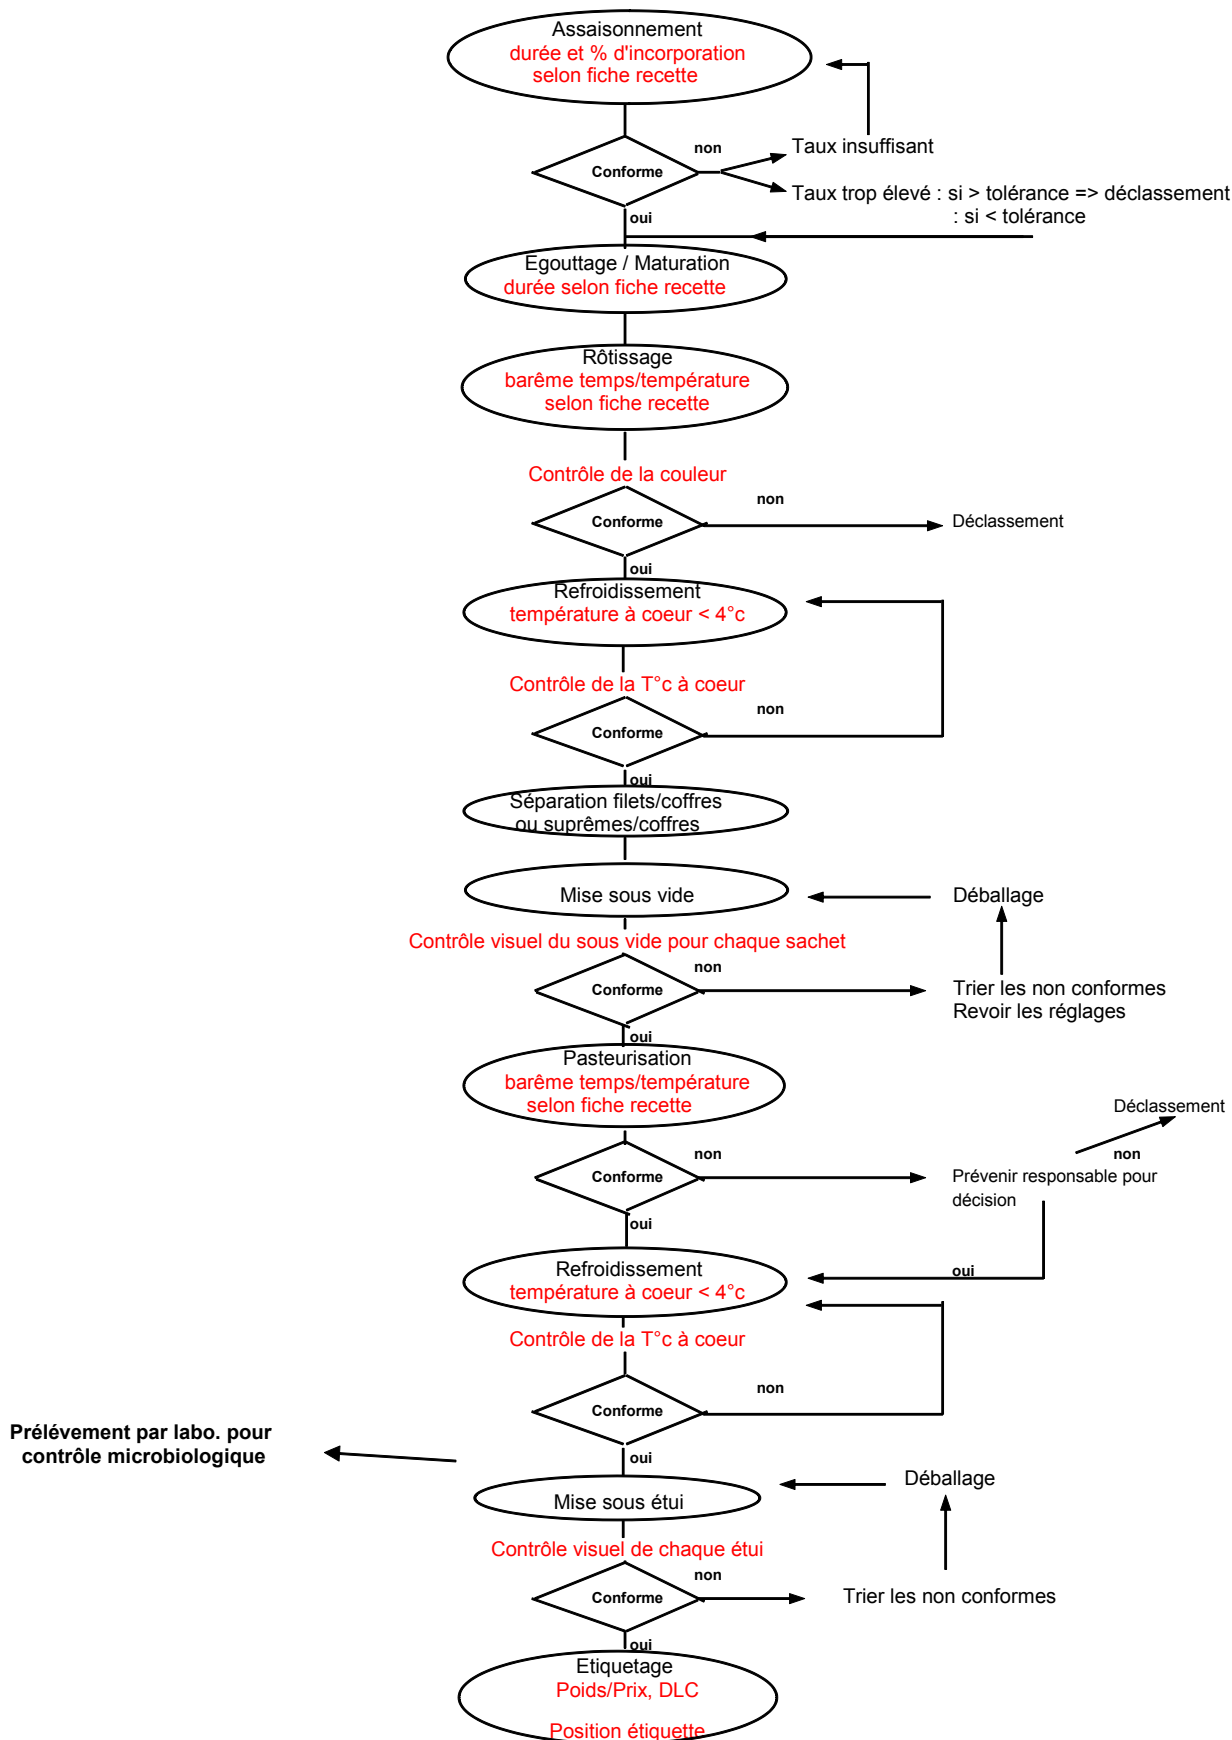 Assaisonnement
durée et % d'incorporation
selon fiche recette
non
Taux insuffisant
Conforme
Taux trop élevé : si > tolérance => déclassement
: si < tolérance
oui
Egouttage / Maturation
durée selon fiche recette
Rôtissage
barême temps/température
selon fiche recette
Contrôle de la couleur
non
Conforme
Déclassement
oui
Refroidissement
température à coeur < 4°c
Contrôle de la T°c à coeur
non
Conforme
oui
Séparation filets/coffres
ou suprêmes/coffres
Mise sous vide
Déballage
Contrôle visuel du sous vide pour chaque sachet
non
Conforme
Trier les non conformes
Revoir les réglages
oui
Pasteurisation
barême temps/température
selon fiche recette
Déclassement
non
non
Conforme
Prévenir responsable pour
décision
oui
Refroidissement
température à coeur < 4°c
oui
Contrôle de la T°c à coeur
non
Conforme
Prélévement par labo. pour
contrôle microbiologique
oui
Déballage
Mise sous étui
Contrôle visuel de chaque étui
non
Conforme
Trier les non conformes
oui
Etiquetage
Poids/Prix, DLC
Position étiquette